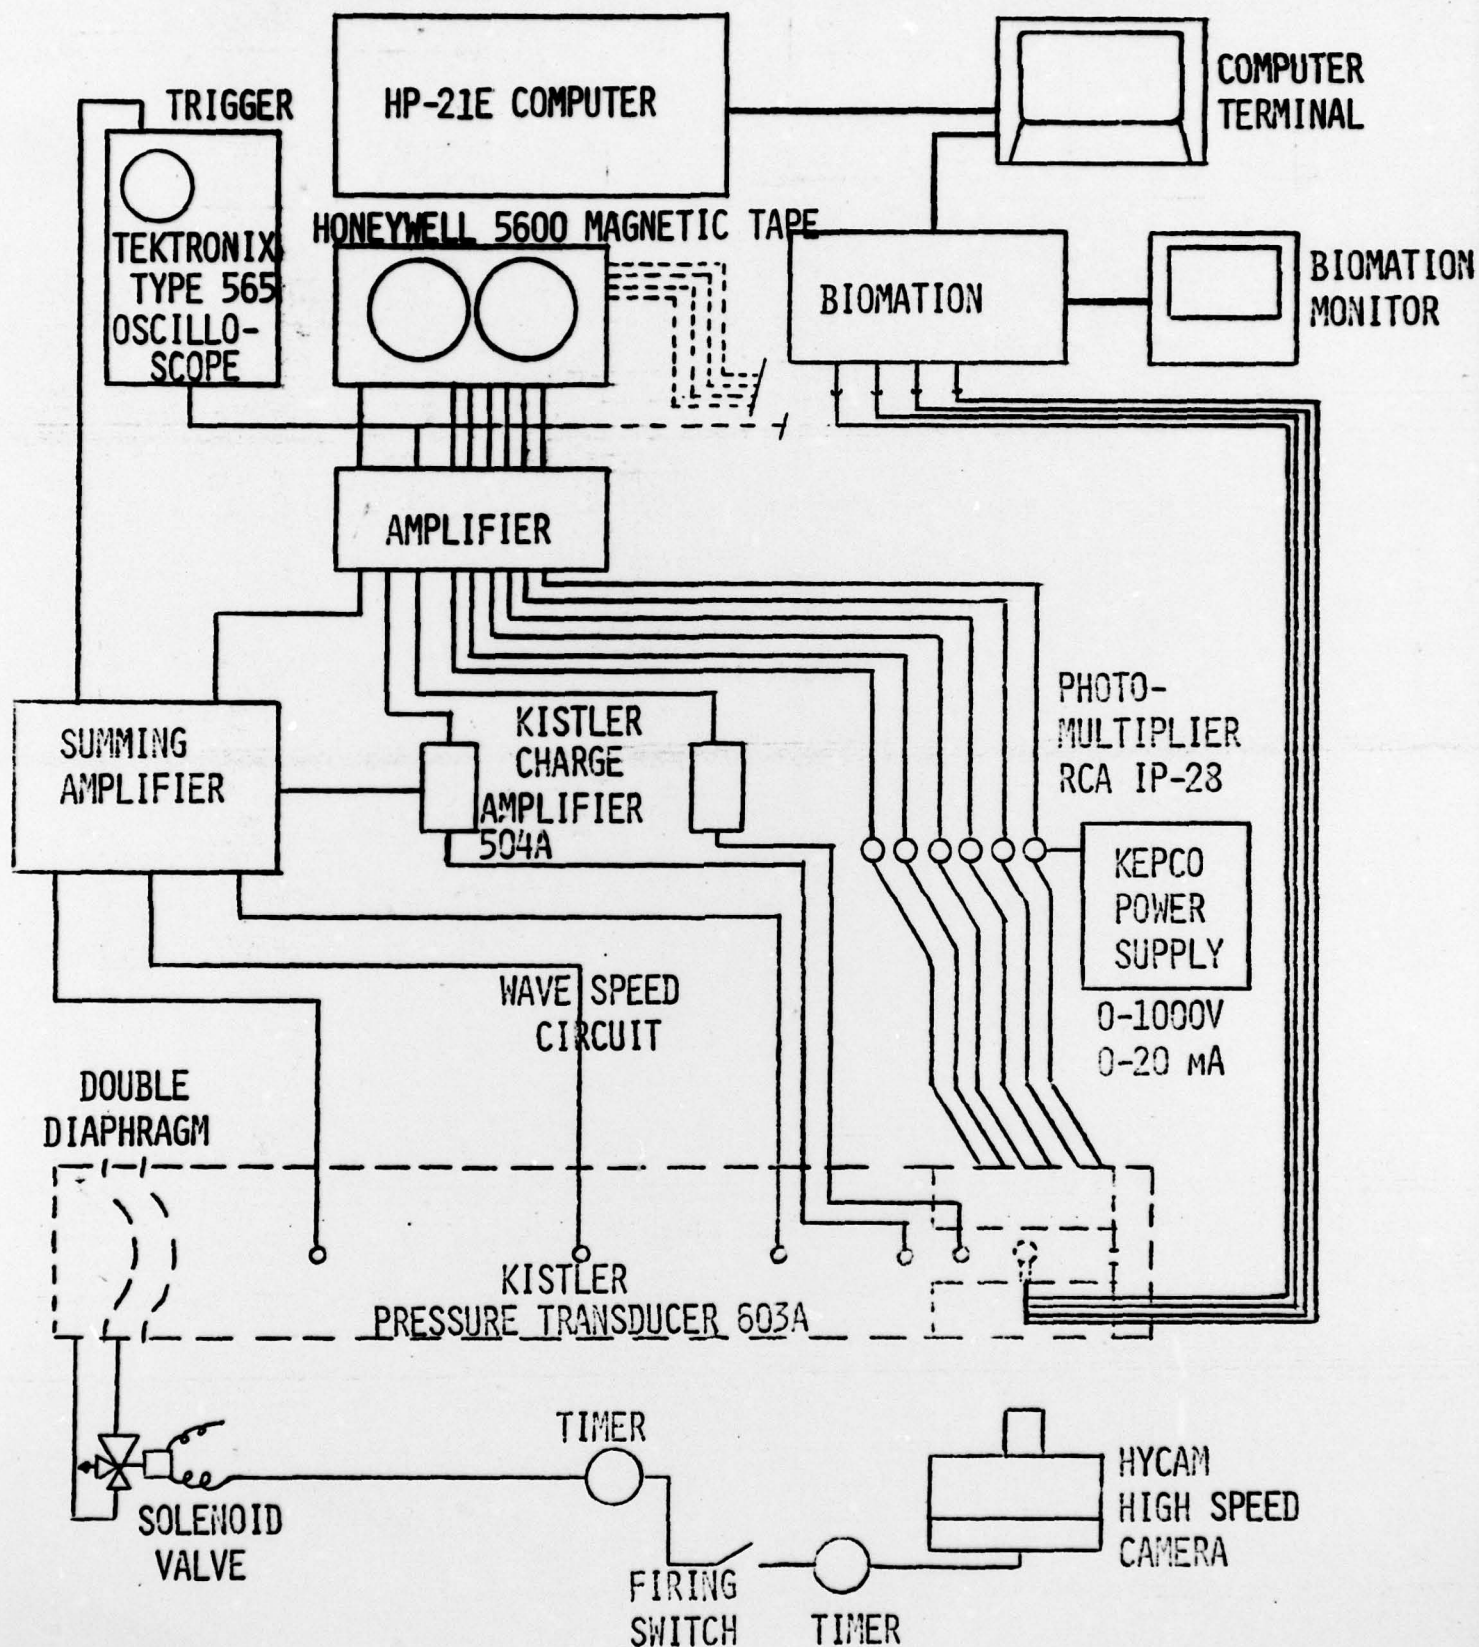 HP-21E COMPUTER
COMPUTER
TERMINAL
TRIGGER
TEKTRONIX
TYPE 565
OSCILLO-
SCOPE
HONEYWELL 5600 MAGNETIC TAPE
BIOMATION
BIOMATION
MONITOR
AMPLIFIER
SUMMING
AMPLIFIER
KISTLER
CHARGE
AMPLIFIER
504A
PHOTO-
MULTIPLIER
RCA IP-28
KEPCO
POWER
SUPPLY
0-1000V
0-20 MA
WAVE SPEED
CIRCUIT
DOUBLE
DIAPHRAGM
KISTLER
PRESSURE TRANSDUCER 603A
SOLENOID
VALVE
TIMER
FIRING
SWITCH
TIMER
HYCAM
HIGH SPEED
CAMERA